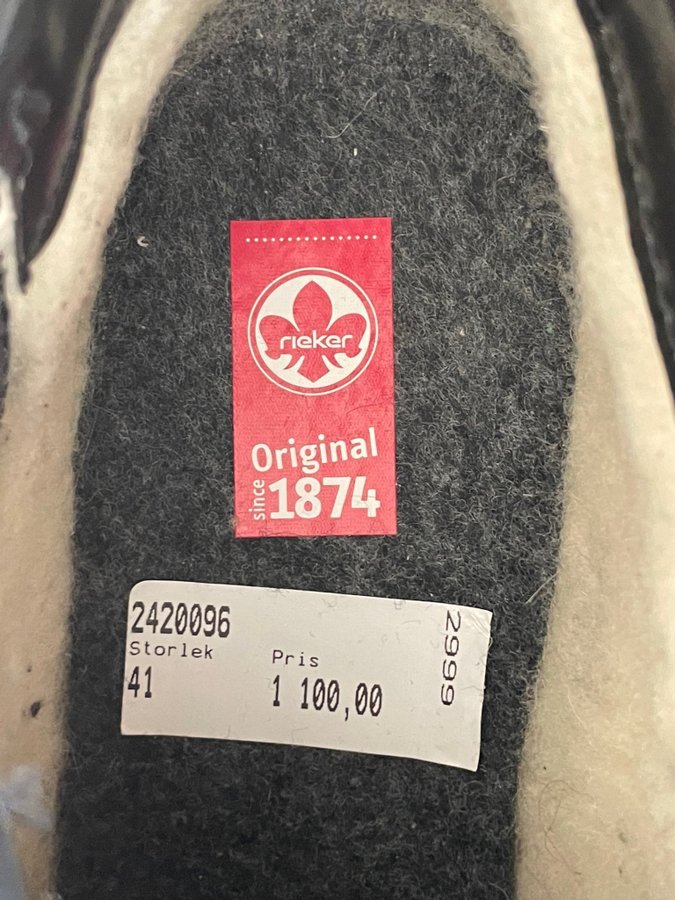 rieker
Original
since 1874
2420096
Storlek
41
Pris
1 100,00
2999